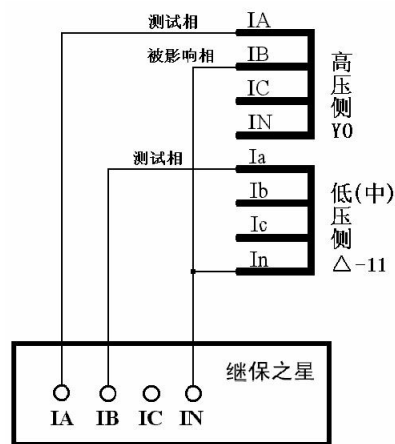 测试相 IA
被影响相 IB
IC
IN
高压侧
Y0
测试相 Ia
Ib
Ic
In
低(中)
压侧
△-11
继保之星
IA IB IC IN